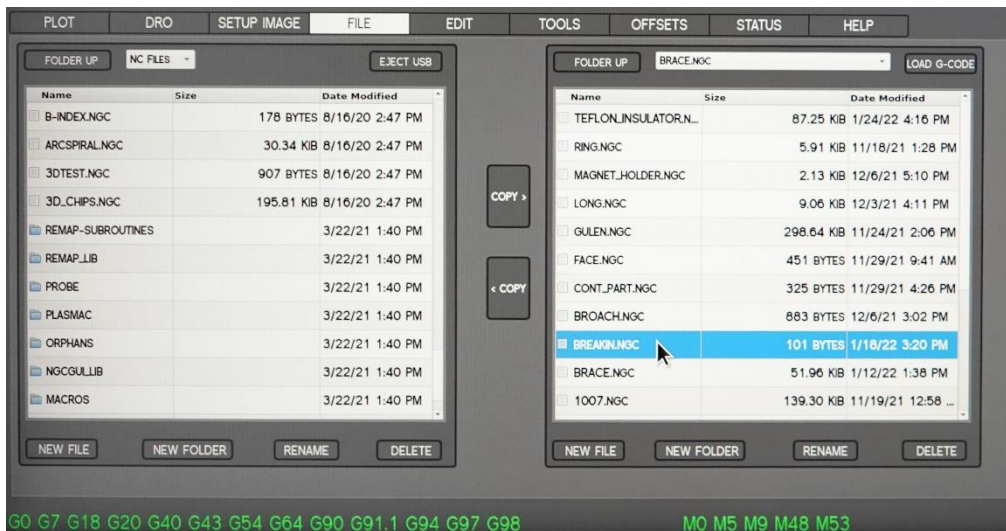 PLOT DRO SETUP IMAGE FILE EDIT TOOLS OFFSETS STATUS HELP
FOLDER UP NC FILES EJECT USB
Name Size Date Modified
B-INDEX.NGC 178 BYTES 8/16/20 2:47 PM
ARCSPIRAL.NGC 30.34 KIB 8/16/20 2:47 PM
3DTEST.NGC 907 BYTES 8/16/20 2:47 PM
3D_CHIPS.NGC 195.81 KIB 8/16/20 2:47 PM
REMAP-SUBROUTINES 3/22/21 1:40 PM
REMAP_LIB 3/22/21 1:40 PM
PROBE 3/22/21 1:40 PM
PLASMAC 3/22/21 1:40 PM
ORPHANS 3/22/21 1:40 PM
NGCGUI_LIB 3/22/21 1:40 PM
MACROS 3/22/21 1:40 PM
NEW FILE NEW FOLDER RENAME DELETE
COPY >
< COPY
FOLDER UP BRACE.NGC LOAD G-CODE
Name Size Date Modified
TEFLON_INSULATOR.N... 87.25 KIB 1/24/22 4:16 PM
RING.NGC 5.91 KIB 11/18/21 1:28 PM
MAGNET_HOLDER.NGC 2.13 KIB 12/6/21 5:10 PM
LONG.NGC 9.06 KIB 12/3/21 4:11 PM
GULEN.NGC 298.64 KIB 11/24/21 2:06 PM
FACE.NGC 451 BYTES 11/29/21 9:41 AM
CONT_PART.NGC 325 BYTES 11/29/21 4:26 PM
BROACH.NGC 883 BYTES 12/6/21 3:02 PM
BREAKIN.NGC 101 BYTES 1/18/22 3:20 PM
BRACE.NGC 51.96 KIB 1/12/22 1:38 PM
1007.NGC 139.30 KIB 11/19/21 12:58 ...
NEW FILE NEW FOLDER RENAME DELETE
G0 G7 G18 G20 G40 G43 G54 G64 G90 G91.1 G94 G97 G98 M0 M5 M9 M48 M53